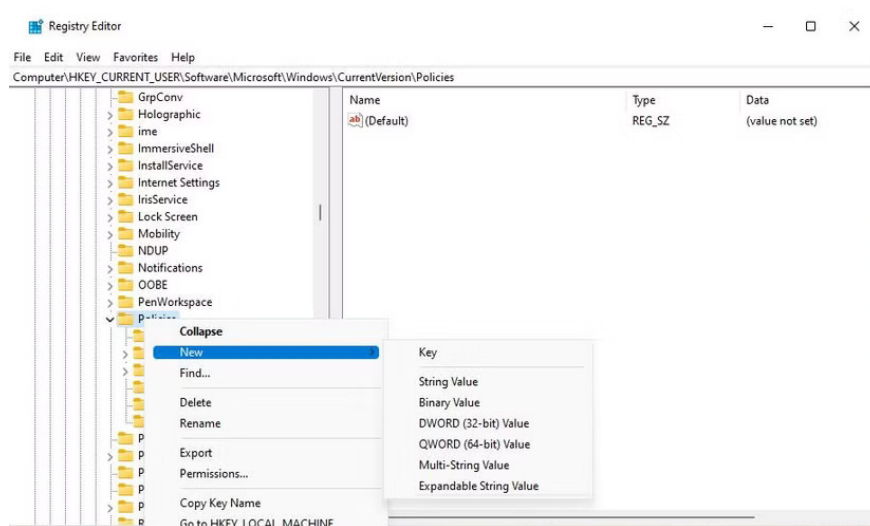 Registry Editor
File Edit View Favorites Help
Computer\HKEY_CURRENT_USER\Software\Microsoft\Windows\CurrentVersion\Policies
GrpConv
Holographic
ime
ImmersiveShell
InstallService
Internet Settings
IrisService
Lock Screen
Mobility
NDUP
Notifications
OOBE
PenWorkspace
Policies
P
P
P
P
P
R
Name Type Data
ab (Default) REG_SZ (value not set)
Collapse
New
Find...
Delete
Rename
Export
Permissions...
Copy Key Name
Go to HKEY_LOCAL_MACHINE
Key
String Value
Binary Value
DWORD (32-bit) Value
QWORD (64-bit) Value
Multi-String Value
Expandable String Value